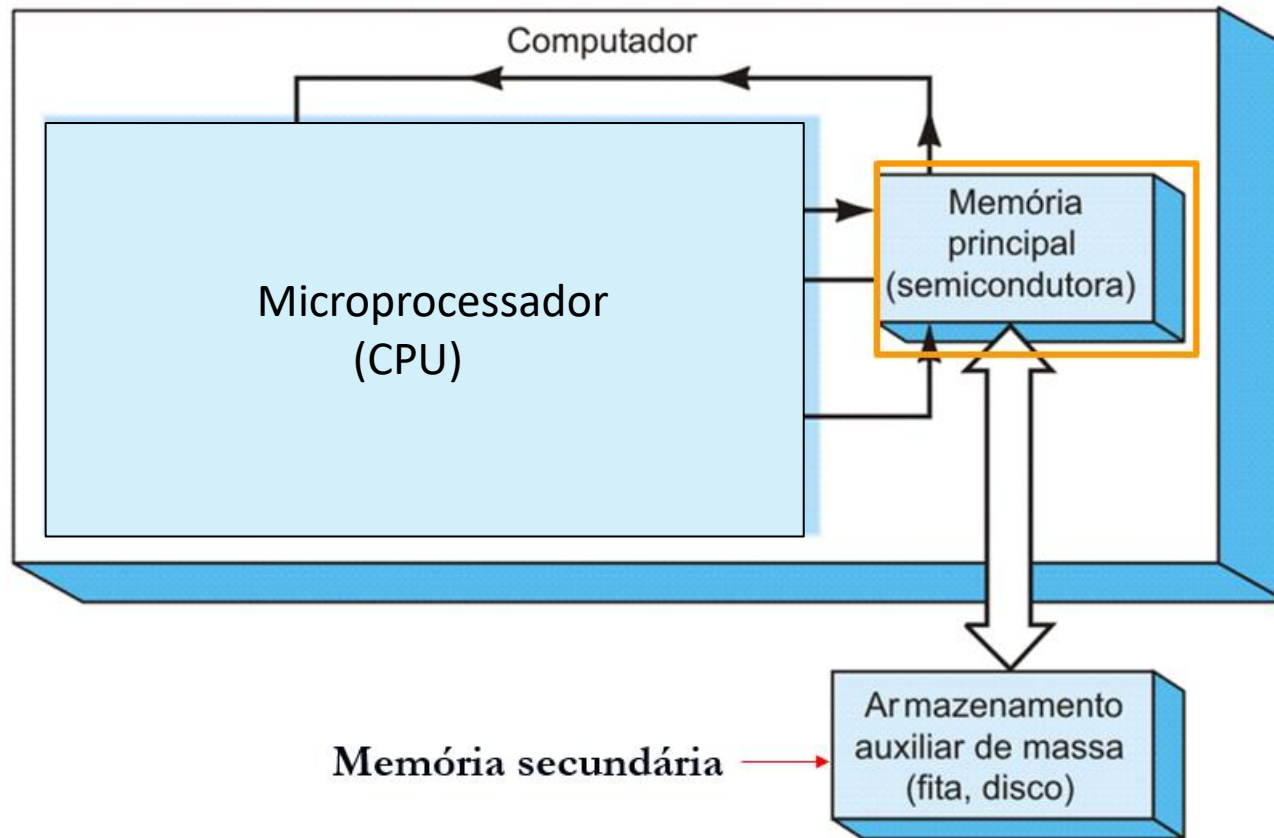 Computador
Microprocessador
(CPU)
Memória
principal
(semicondutora)
Armazenamento
auxiliar de massa
(fita, disco)
Memória secundária